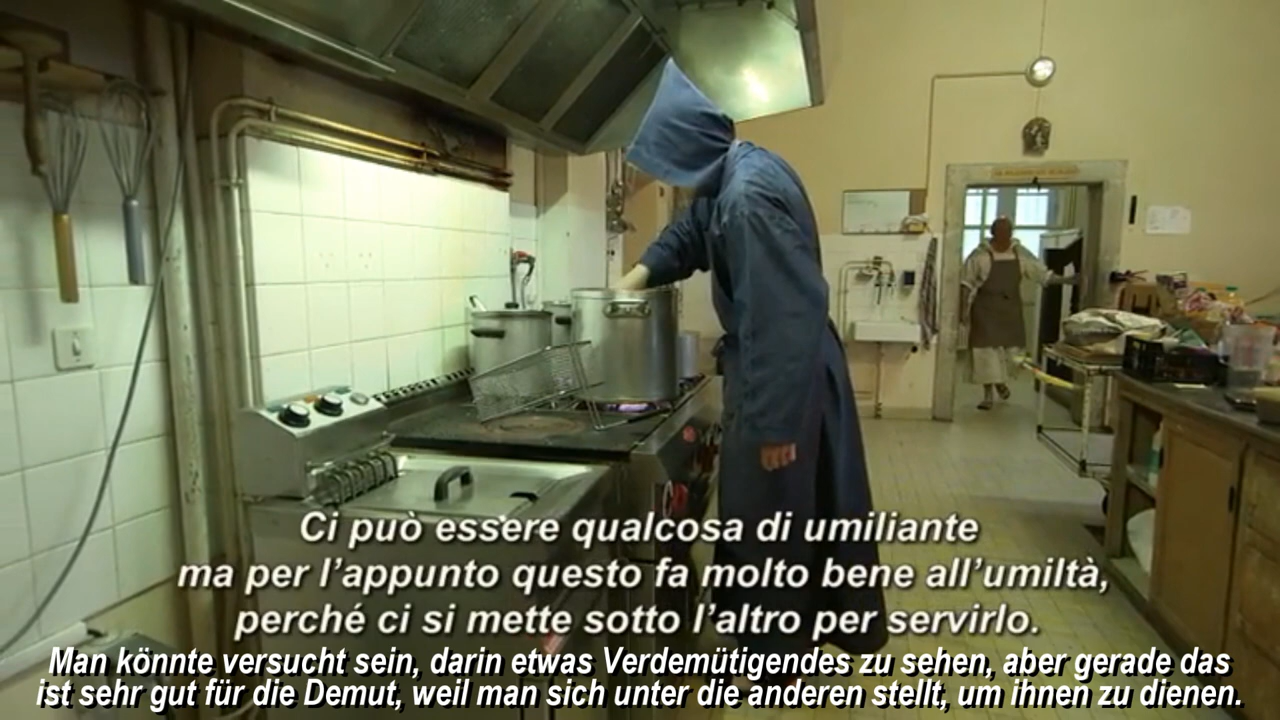 Ci può essere qualcosa di umiliante
ma per l'appunto questo fa molto bene all'umiltà,
perché ci si mette sotto l'altro per servirlo.
Man könnte versucht sein, darin etwas Verdemütigendes zu sehen, aber gerade das
ist sehr gut für die Demut, weil man sich unter die anderen stellt, um ihnen zu dienen.